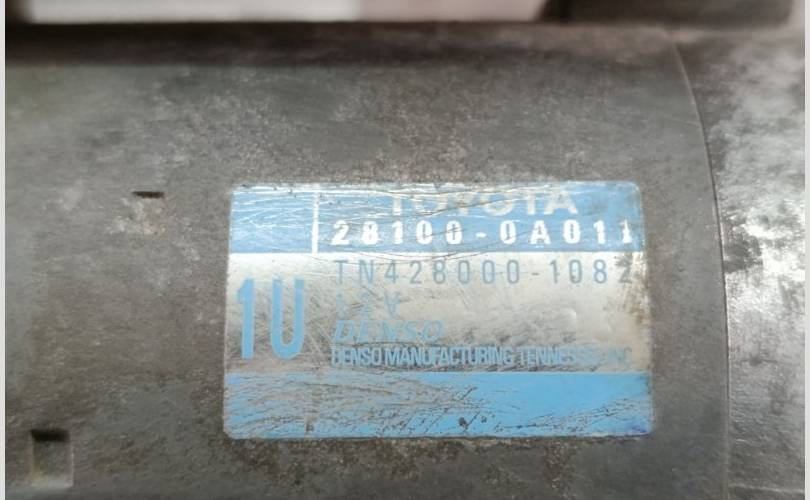 TOYOTA
28100-0A011
TN428000-1082
1U
12V
DENSO
DENSO MANUFACTURING TENNESSEE, INC.